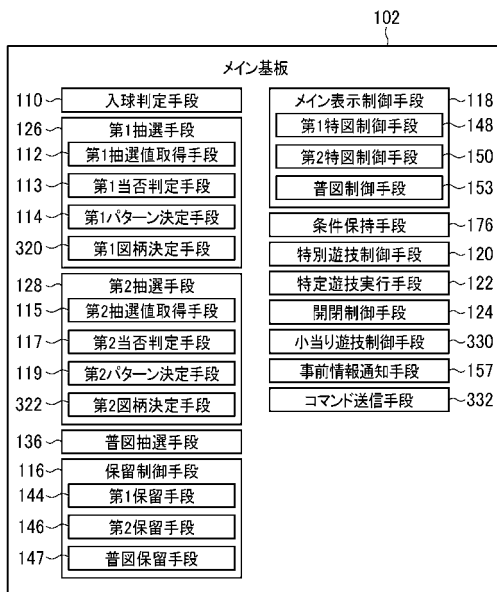 102
メイン基板
110 入球判定手段
126 第1抽選手段
112 第1抽選値取得手段
113 第1当否判定手段
114 第1パターン決定手段
320 第1図柄決定手段
128 第2抽選手段
115 第2抽選値取得手段
117 第2当否判定手段
119 第2パターン決定手段
322 第2図柄決定手段
136 普図抽選手段
116 保留制御手段
144 第1保留手段
146 第2保留手段
147 普図保留手段
メイン表示制御手段 118
第1特図制御手段 148
第2特図制御手段 150
普図制御手段 153
条件保持手段 176
特別遊技制御手段 120
特定遊技実行手段 122
開閉制御手段 124
小当り遊技制御手段 330
事前情報通知手段 157
コマンド送信手段 332